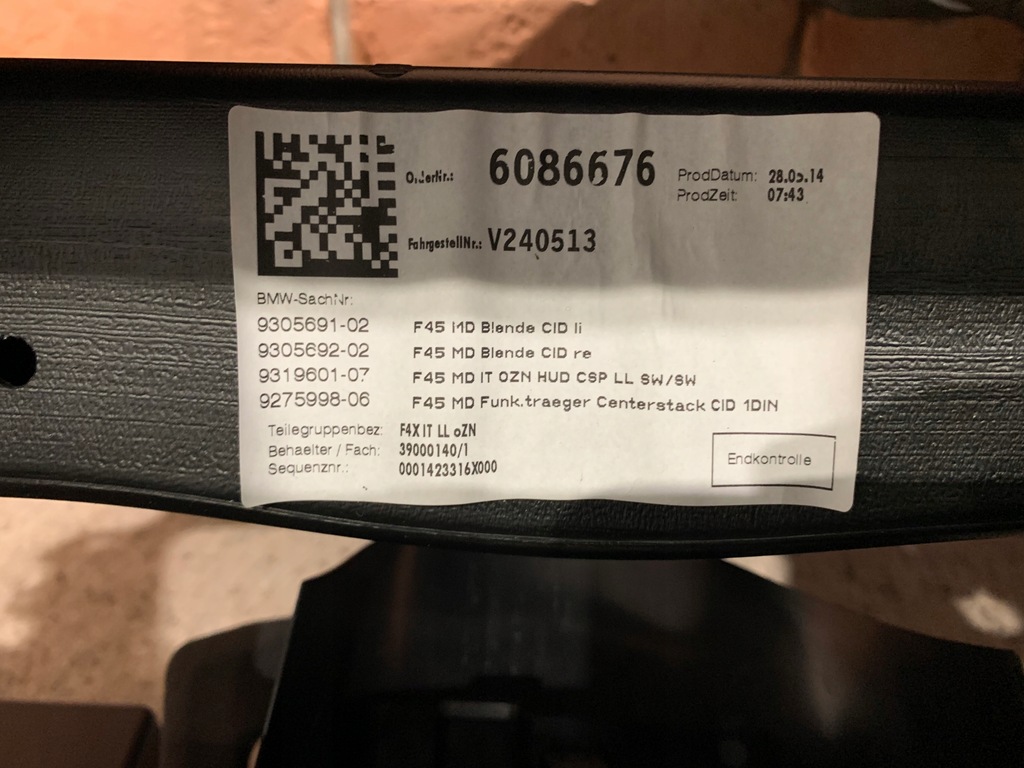 OrderNr.: 6086676
ProdDatum: 28.05.14
ProdZeit: 07:43
FahrgestellNr.: V240513
BMW-SachNr:
9305691-02 F45 MD Blende CID li
9305692-02 F45 MD Blende CID re
9319601-07 F45 MD IT OZN HUD CSP LL SW/SW
9275998-06 F45 MD Funk.traeger Centerstack CID 1DIN
Teilegruppenbez: F4X IT LL oZN
Behaelter / Fach: 39000140/1
Sequenznr.: 0001423316X000
Endkontrolle